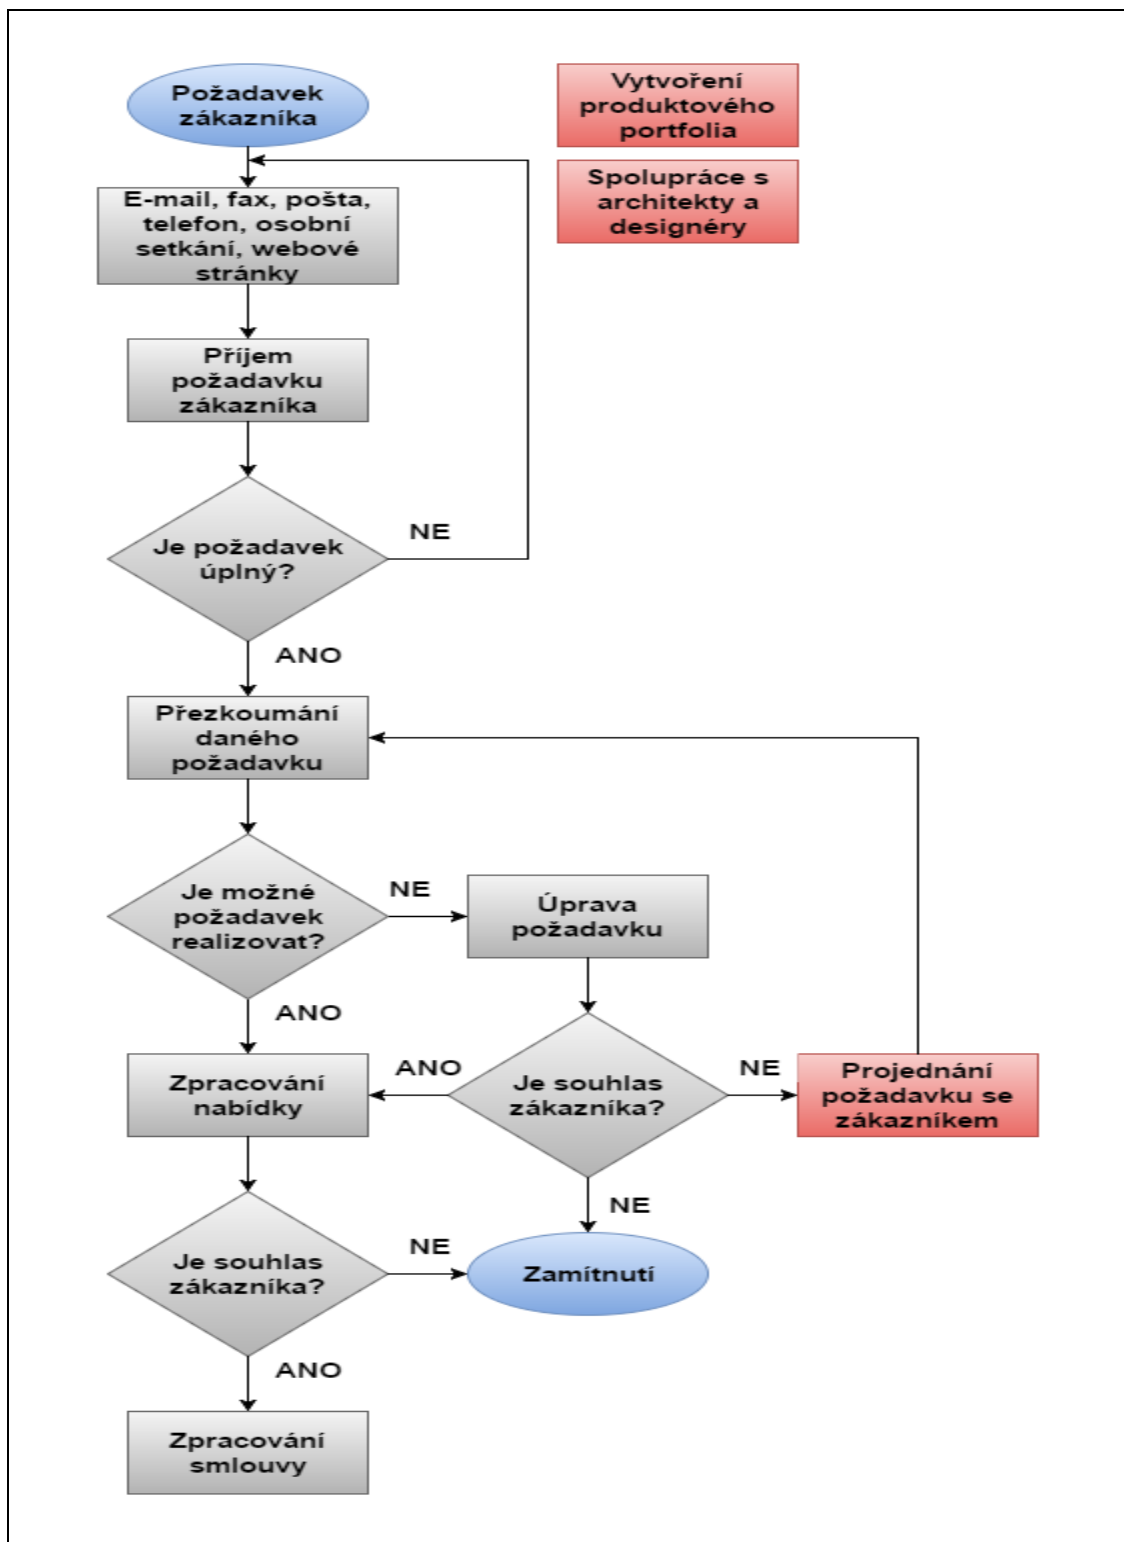 Požadavek
zákazníka
Vytvoření
produktového
portfolia
Spolupráce s
architekty a
designéry
E-mail, fax, pošta,
telefon, osobní
setkání, webové
stránky
Příjem
požadavku
zákazníka
Je požadavek
úplný?
NE
ANO
Přezkoumání
daného
požadavku
Je možné
požadavek
realizovat?
NE
Úprava
požadavku
ANO
Zpracování
nabídky
ANO
Je souhlas
zákazníka?
NE
Projednání
požadavku se
zákazníkem
NE
Je souhlas
zákazníka?
NE
Zamítnutí
ANO
Zpracování
smlouvy